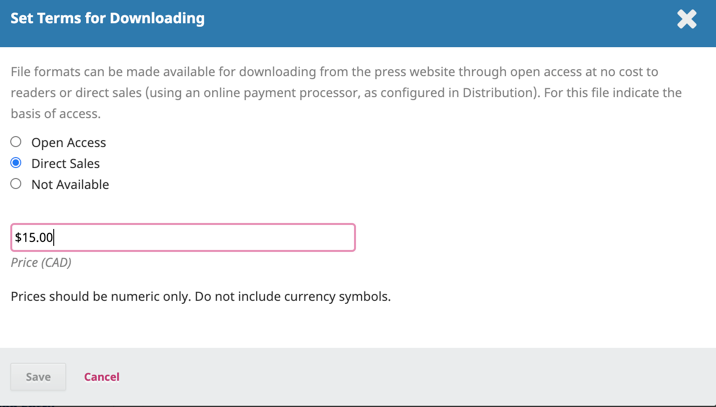 Set Terms for Downloading
File formats can be made available for downloading from the press website through open access at no cost to
readers or direct sales (using an online payment processor, as configured in Distribution). For this file indicate the
basis of access.
Open Access
Direct Sales
Not Available
$15.00
Price (CAD)
Prices should be numeric only. Do not include currency symbols.
Save Cancel